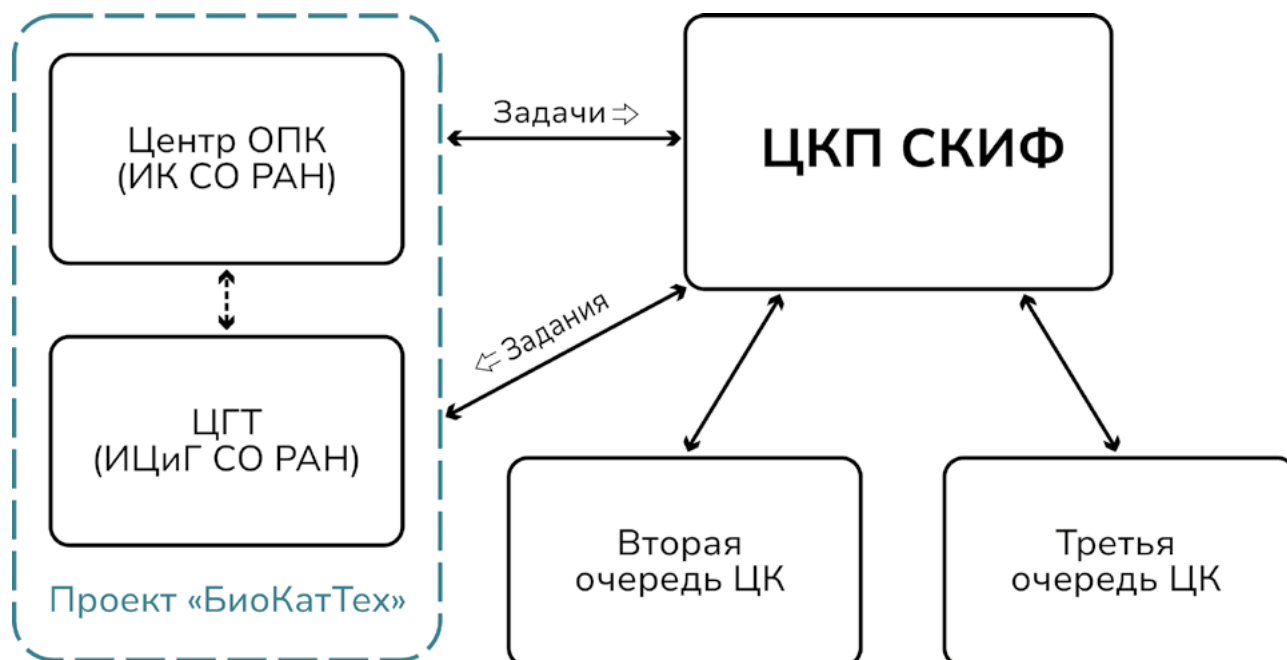 Центр ОПК
(ИК СО РАН)
Задачи ⇨
ЦКП СКИФ
⇦ Задания
ЦГТ
(ИЦиГ СО РАН)
Проект «БиоКатТех»
Вторая
очередь ЦК
Третья
очередь ЦК